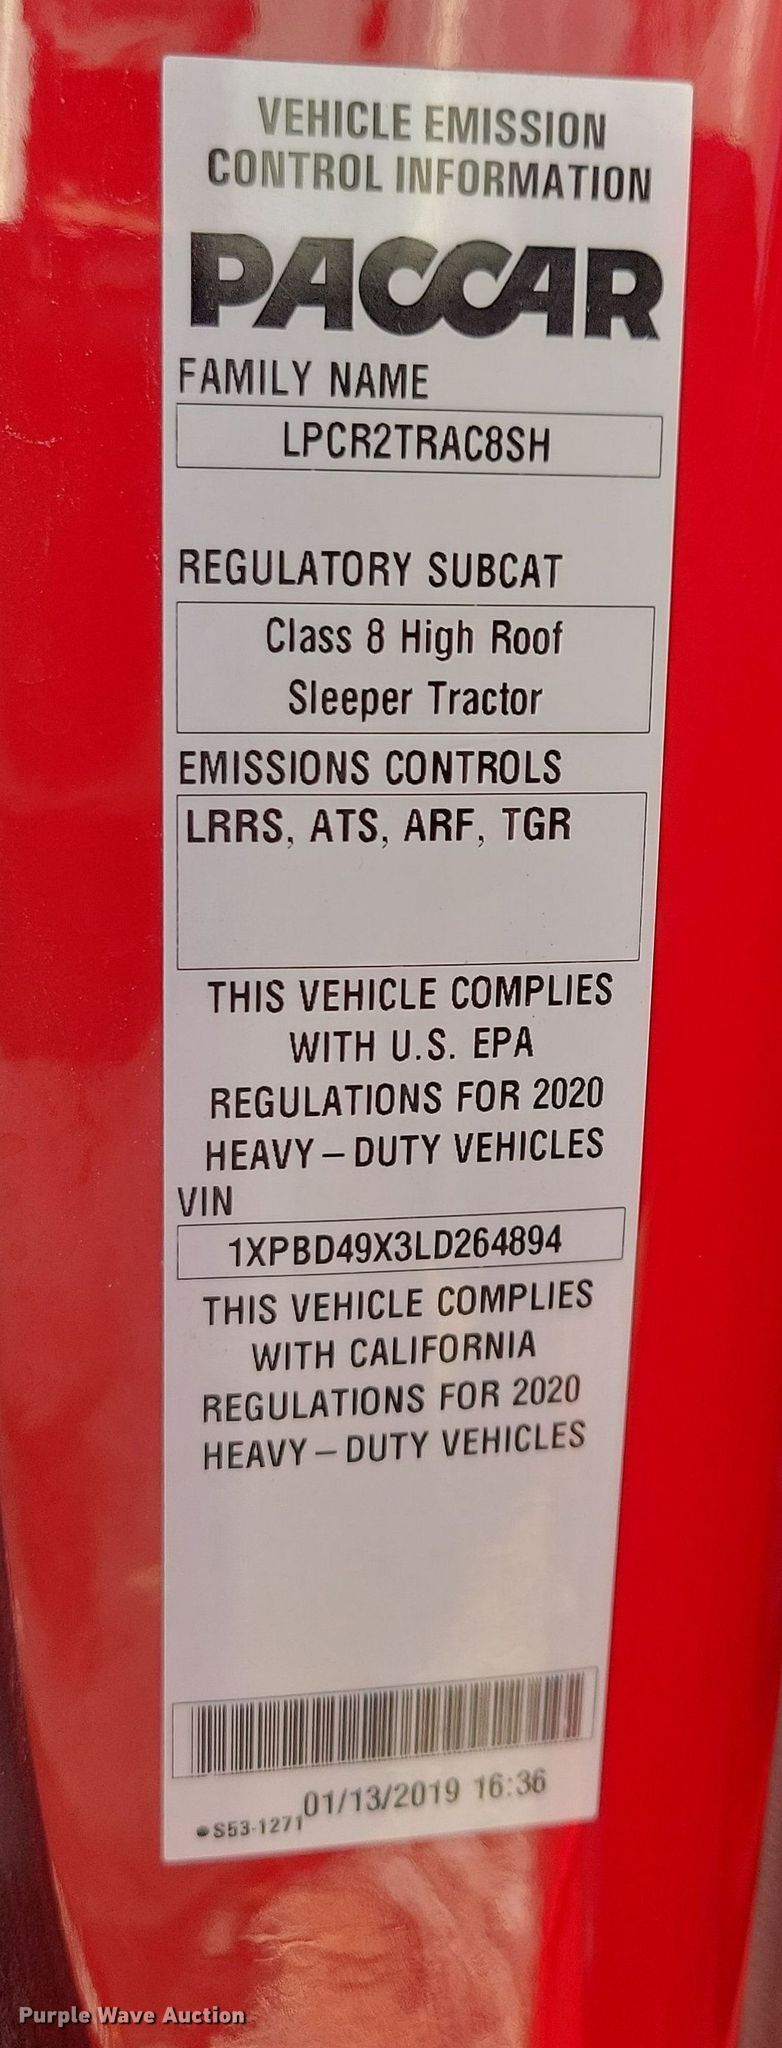 VEHICLE EMISSION
CONTROL INFORMATION
PACCAR
FAMILY NAME
LPCR2TRAC8SH
REGULATORY SUBCAT
Class 8 High Roof
Sleeper Tractor
EMISSIONS CONTROLS
LRRS, ATS, ARF, TGR
THIS VEHICLE COMPLIES
WITH U.S. EPA
REGULATIONS FOR 2020
HEAVY–DUTY VEHICLES
VIN
1XPBD49X3LD264894
THIS VEHICLE COMPLIES
WITH CALIFORNIA
REGULATIONS FOR 2020
HEAVY–DUTY VEHICLES
01/13/2019 16:36
S53-1271
Purple Wave Auction